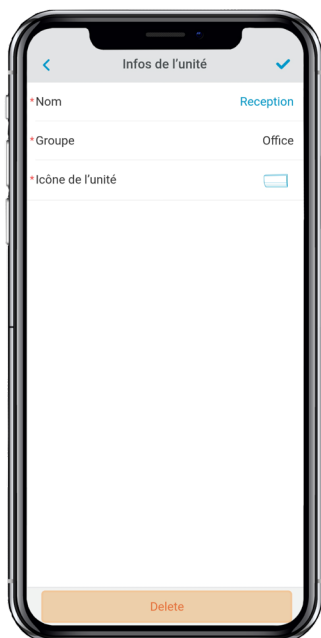 Infos de l'unité
*Nom Reception
*Groupe Office
*Icône de l'unité
Delete